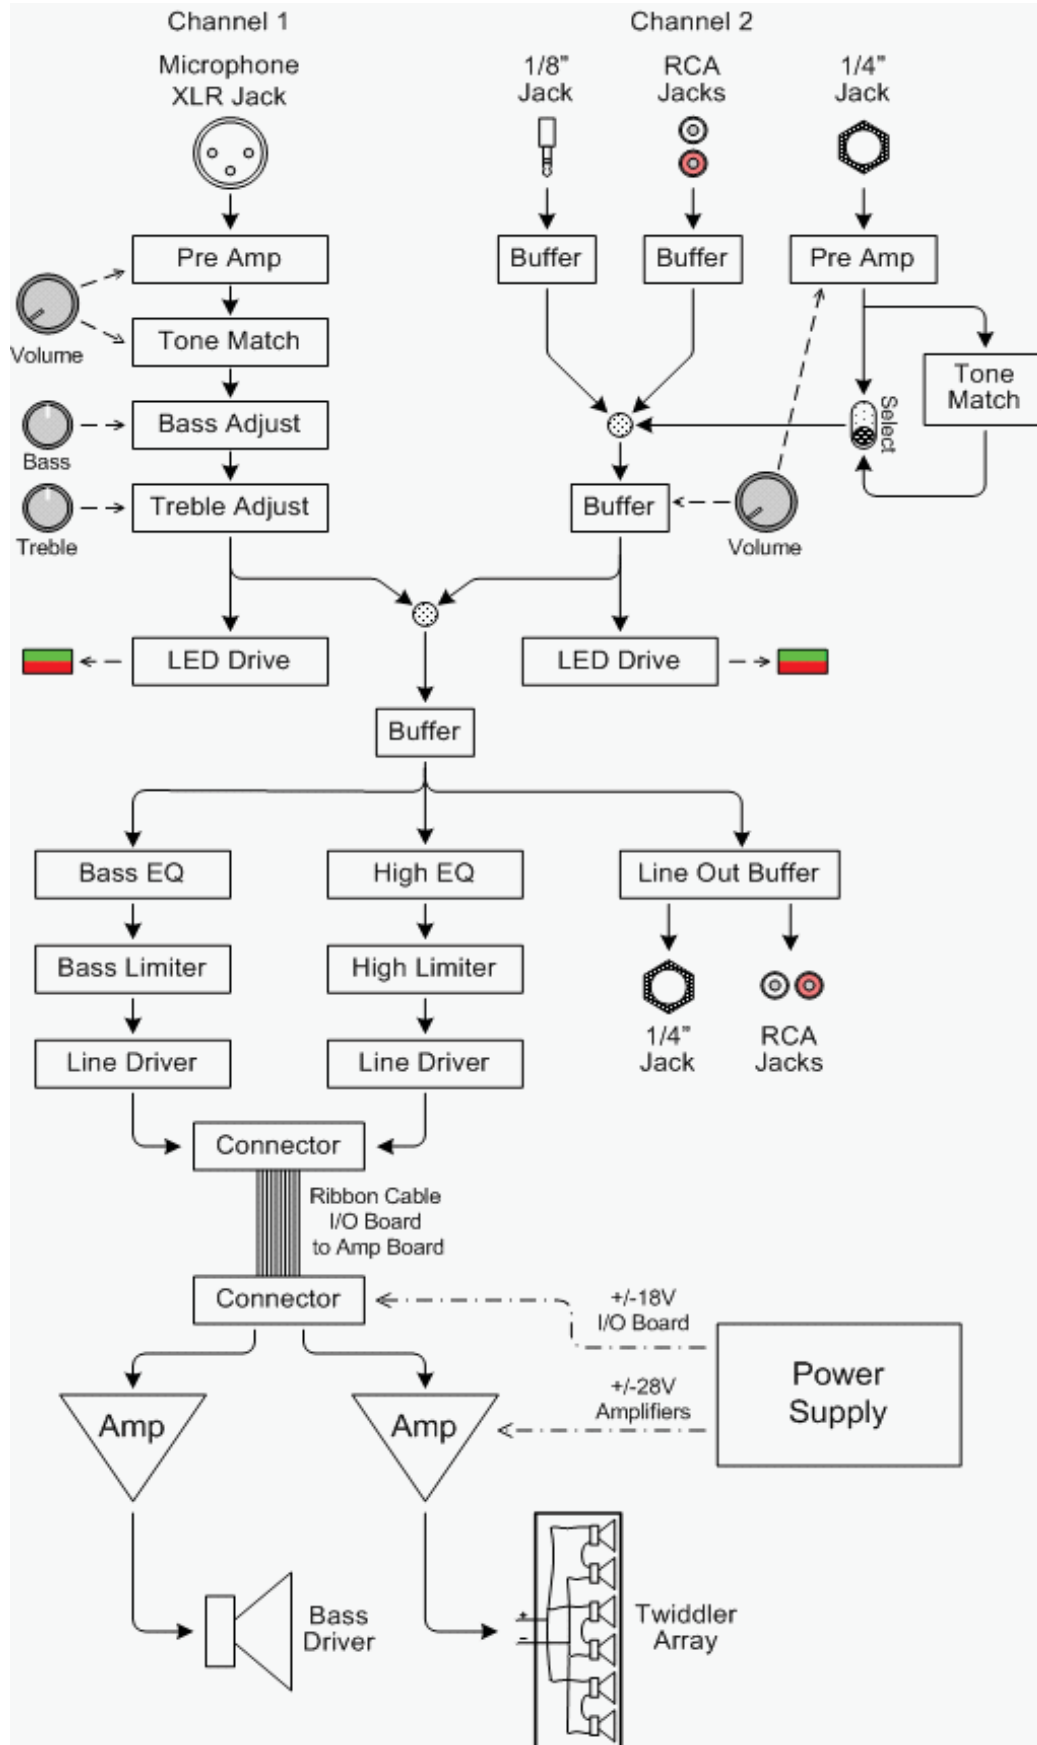 Channel 1
Channel 2
Microphone
XLR Jack
1/8"
Jack
RCA
Jacks
1/4"
Jack
Pre Amp
Buffer
Buffer
Pre Amp
Volume
Tone Match
Tone
Match
Select
Bass Adjust
Bass
Treble Adjust
Treble
Buffer
Volume
LED Drive
LED Drive
Buffer
Bass EQ
High EQ
Line Out Buffer
Bass Limiter
High Limiter
1/4"
Jack
RCA
Jacks
Line Driver
Line Driver
Connector
Ribbon Cable
I/O Board
to Amp Board
Connector
+/-18V
I/O Board
Power
Supply
+/-28V
Amplifiers
Amp
Amp
Bass
Driver
+
-
Twiddler
Array